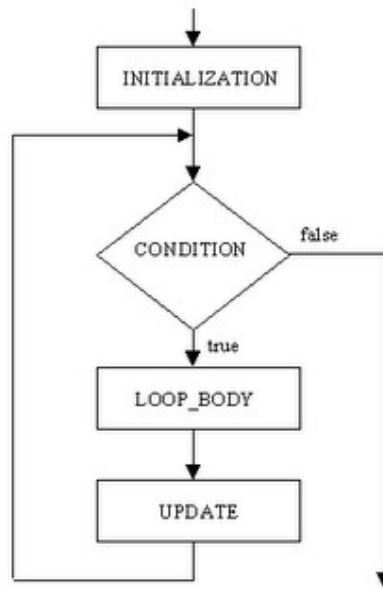 INITIALIZATION
CONDITION
false
true
LOOP_BODY
UPDATE